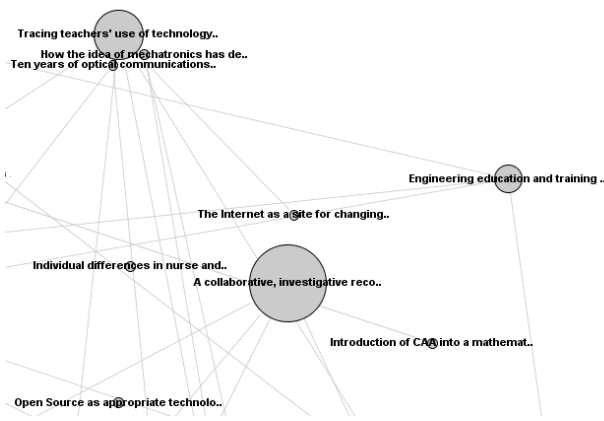 Tracing teachers' use of technology..
How the idea of mechatronics has de..
Ten years of optical communications..
Engineering education and training ..
The Internet as a site for changing..
Individual differences in nurse and..
A collaborative, investigative reco..
Introduction of CAA into a mathemat..
Open Source as appropriate technolo..